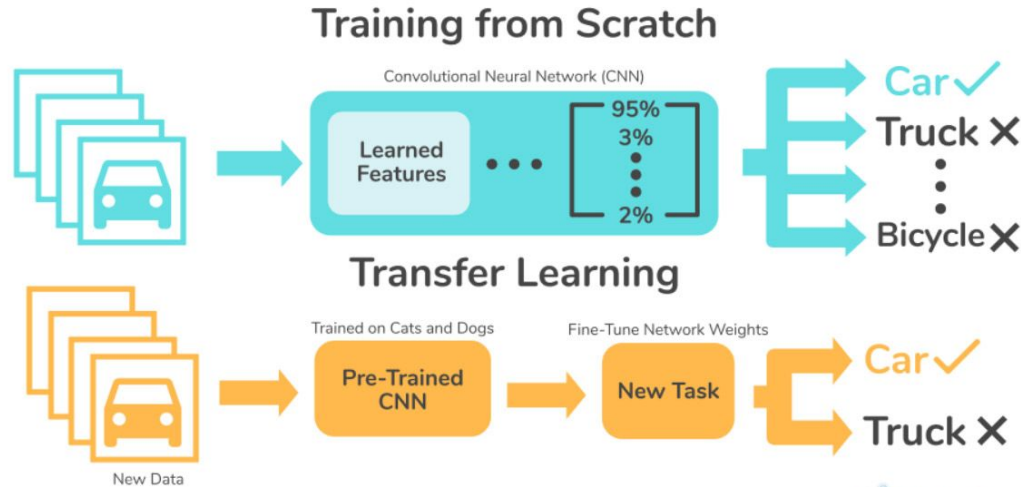 Training from Scratch
Convolutional Neural Network (CNN)
Learned
Features
95%
3%
2%
Car
Truck
Bicycle
Transfer Learning
Trained on Cats and Dogs
Fine-Tune Network Weights
Pre-Trained
CNN
New Task
Car
Truck
New Data